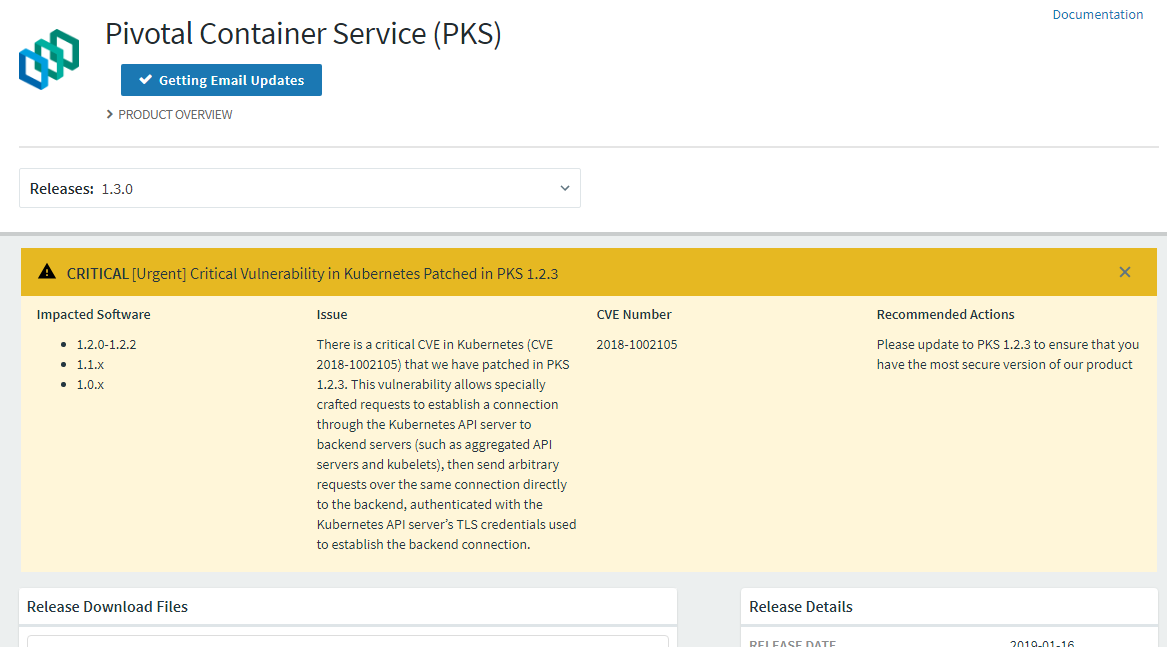 Documentation
Pivotal Container Service (PKS)
Getting Email Updates
PRODUCT OVERVIEW
Releases: 1.3.0
CRITICAL [Urgent] Critical Vulnerability in Kubernetes Patched in PKS 1.2.3
Impacted Software
1.2.0-1.2.2
1.1.x
1.0.x
Issue
There is a critical CVE in Kubernetes (CVE
2018-1002105) that we have patched in PKS
1.2.3. This vulnerability allows specially
crafted requests to establish a connection
through the Kubernetes API server to
backend servers (such as aggregated API
servers and kubelets), then send arbitrary
requests over the same connection directly
to the backend, authenticated with the
Kubernetes API server’s TLS credentials used
to establish the backend connection.
CVE Number
2018-1002105
Recommended Actions
Please update to PKS 1.2.3 to ensure that you
have the most secure version of our product
Release Download Files
Release Details
RELEASE DATE 2019-01-16